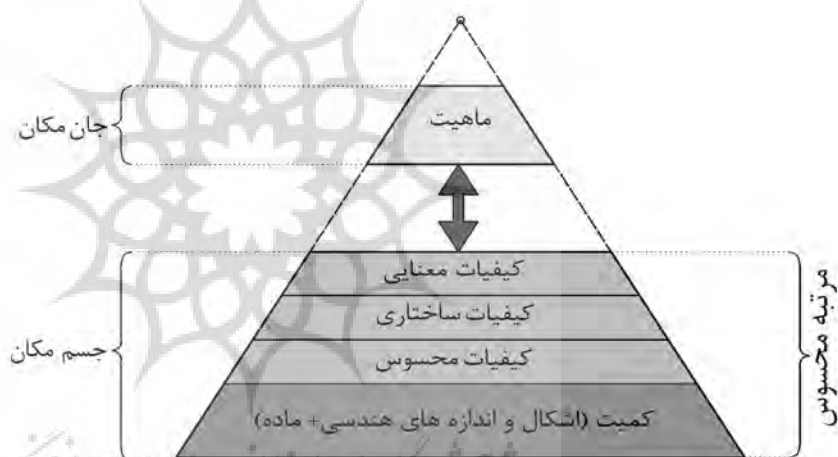 ماهیت
جان مکان
کیفیات معنایی
کیفیات ساختاری
کیفیات محسوس
کمیت (اشکال و اندازه های هندسی+ ماده)
جسم مکان
مرتبه محسوس